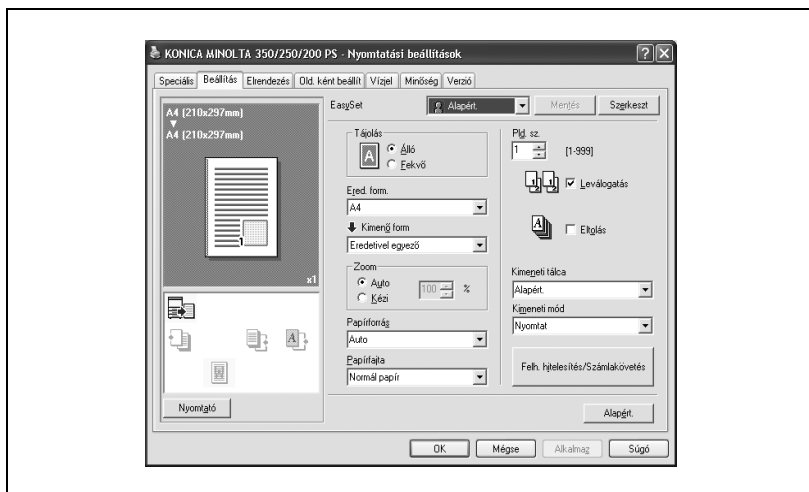 KONICA MINOLTA 350/250/200 PS - Nyomtatási beállítások
Speciális Beállítás Elrendezés Old. ként beállít Vízjel Minőség Verzió
A4 (210x297mm)
A4 (210x297mm)
1
x1
Nyomtató
EasySet Alapért. Mentés Szerkeszt
Tájolás
A
Álló
Fekvő
Ered. form.
A4
Kimenő form
Eredetivel egyező
Zoom
Auto
Kézi
100 %
Papírforrás
Auto
Papírfajta
Normál papír
Pld. sz.
1 [1-999]
Leválogatás
Eltolás
Kimeneti tálca
Alapért.
Kimeneti mód
Nyomtat
Felh. hitelesítés/Számlakövetés
Alapért.
OK Mégse Alkalmaz Súgó